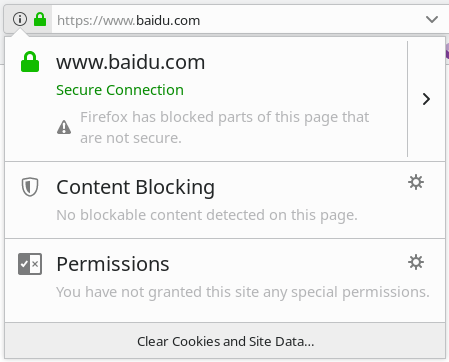 https://www.baidu.com
www.baidu.com
Secure Connection
Firefox has blocked parts of this page that
are not secure.
Content Blocking
No blockable content detected on this page.
Permissions
You have not granted this site any special permissions.
Clear Cookies and Site Data...